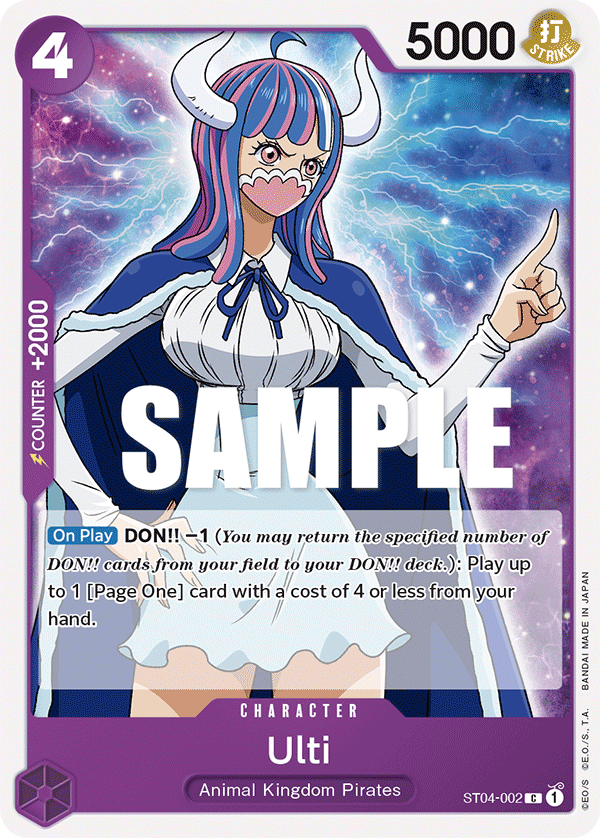 4
5000
打
STRIKE
COUNTER +2000
SAMPLE
On Play DON!! −1 (You may return the specified number of
DON!! cards from your field to your DON!! deck.): Play up
to 1 [Page One] card with a cost of 4 or less from your
hand.
CHARACTER
Ulti
Animal Kingdom Pirates
ST04-002 C 1
©EO/S ©E.O./S., T.A. BANDAI MADE IN JAPAN